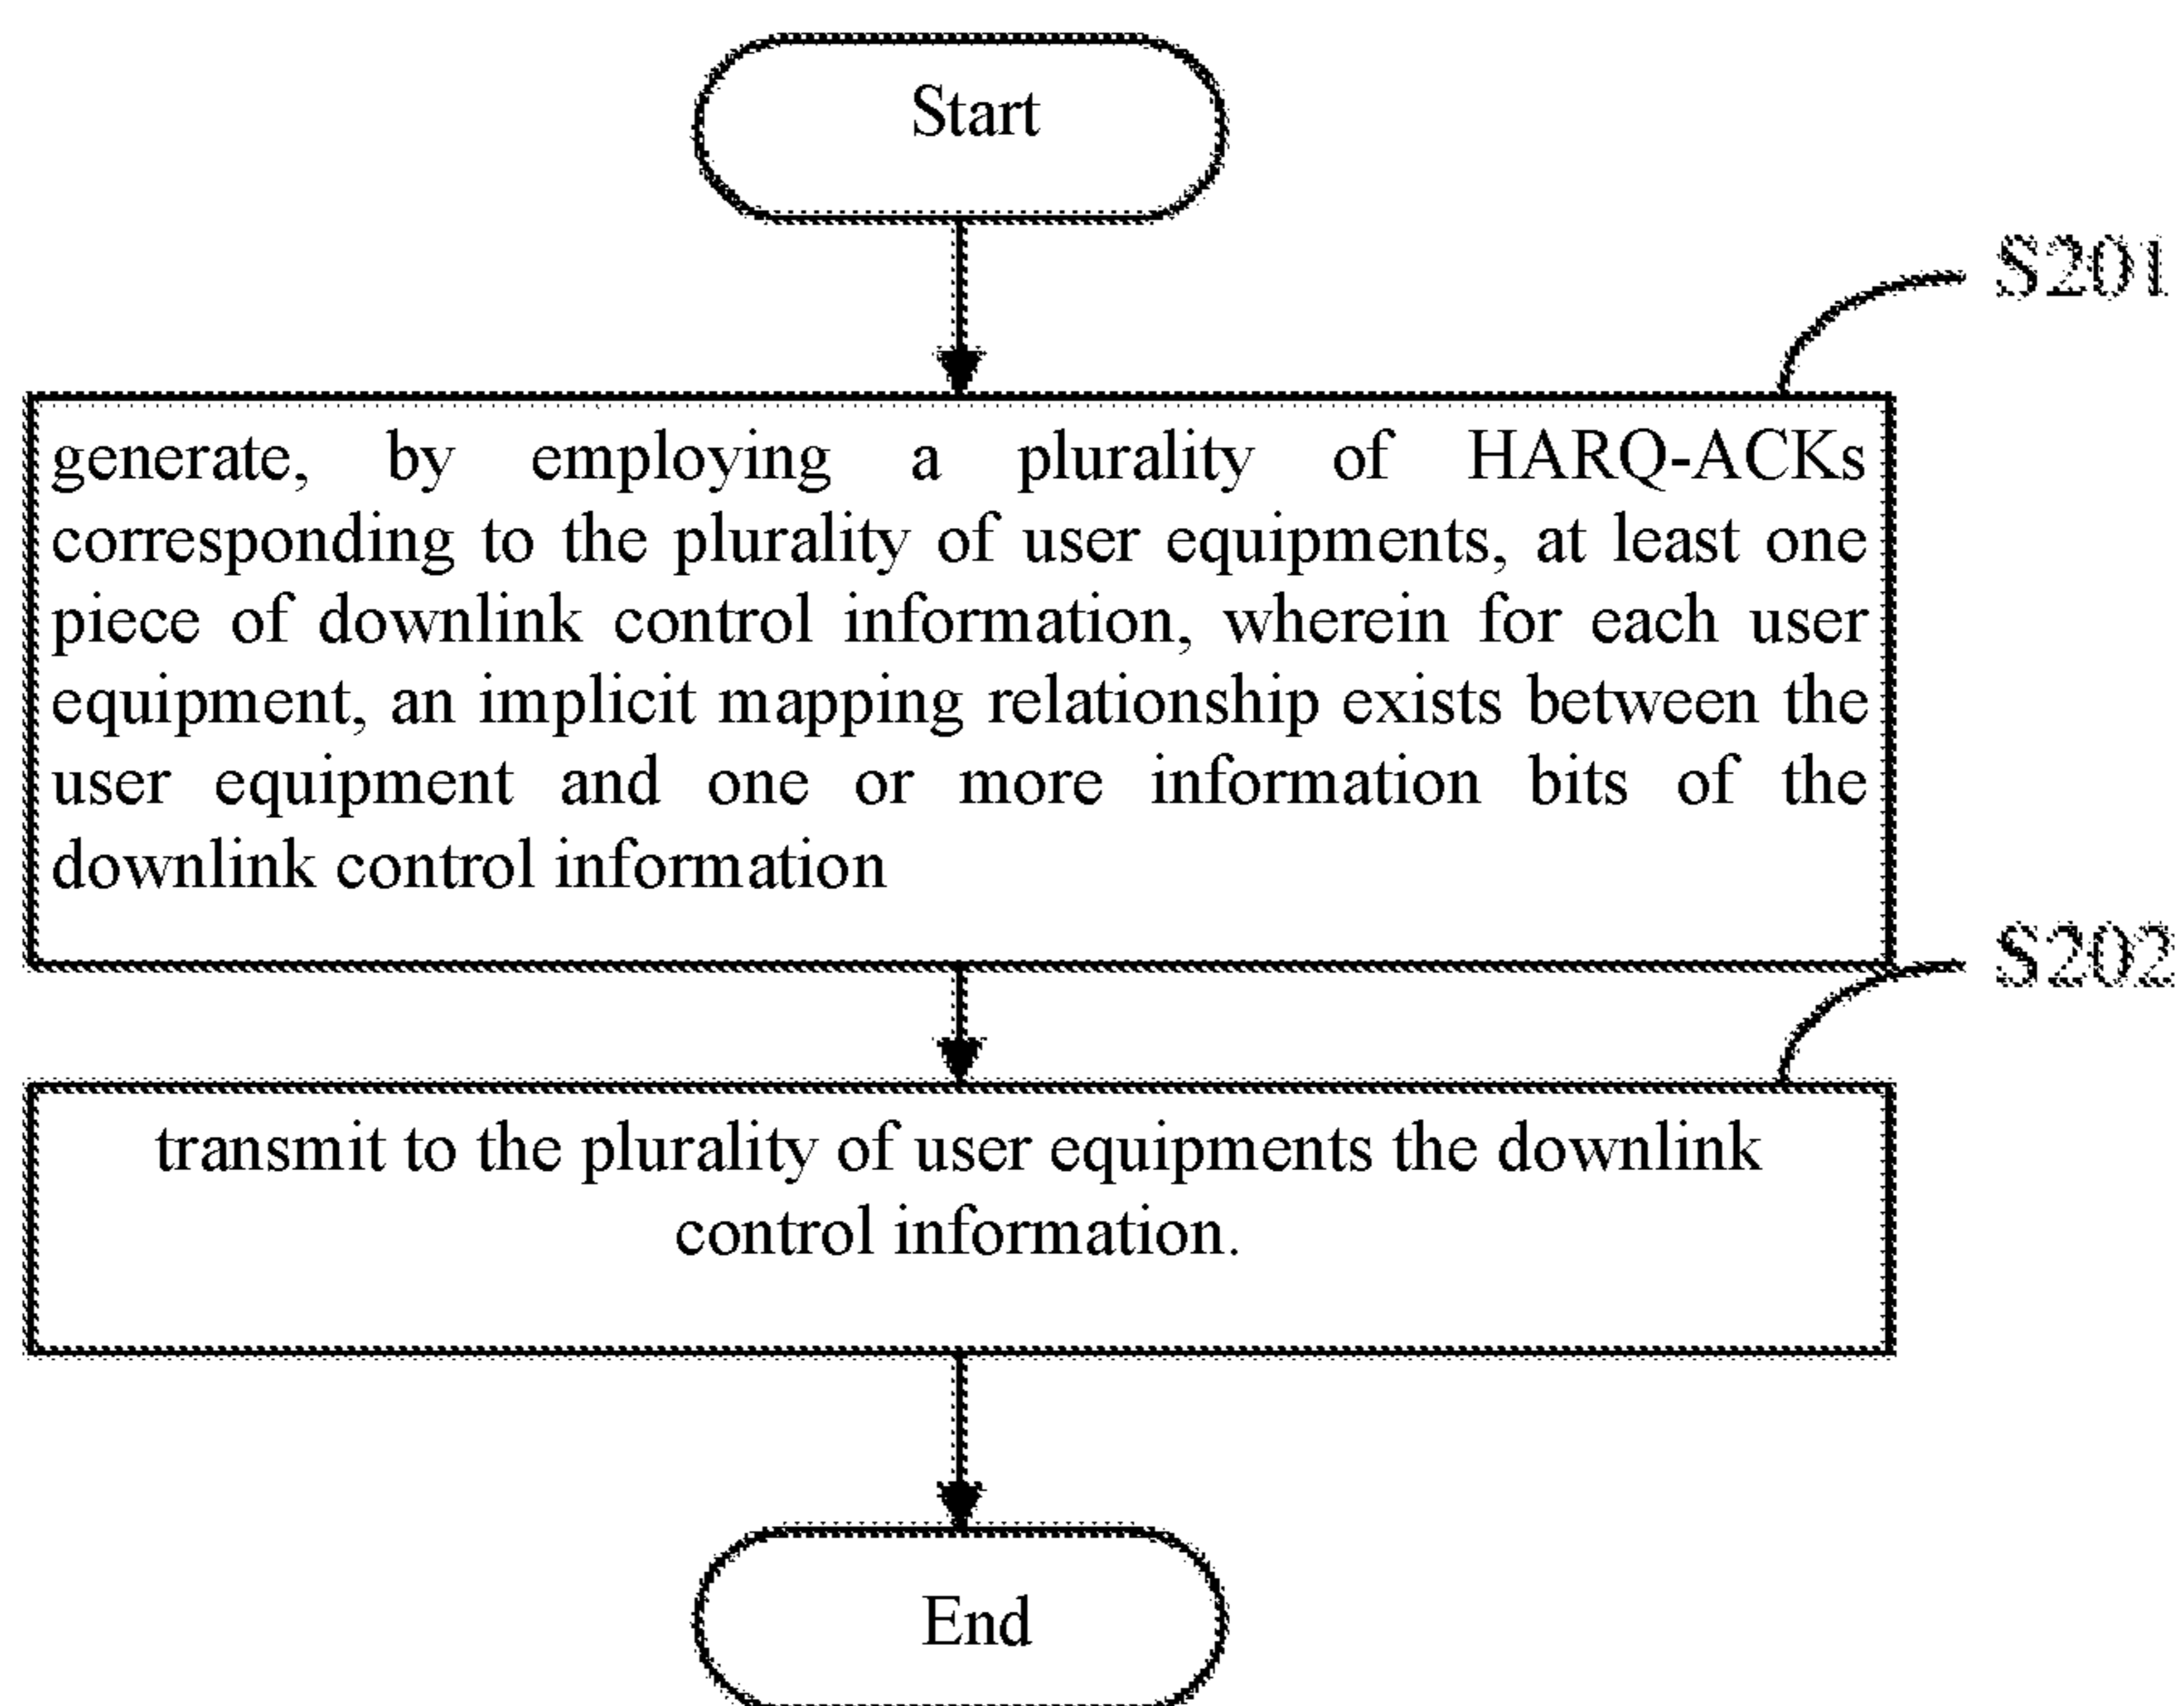 Start
S201
generate, by employing a plurality of HARQ-ACKs
corresponding to the plurality of user equipments, at least one
piece of downlink control information, wherein for each user
equipment, an implicit mapping relationship exists between the
user equipment and one or more information bits of the
downlink control information
S202
transmit to the plurality of user equipments the downlink
control information.
End